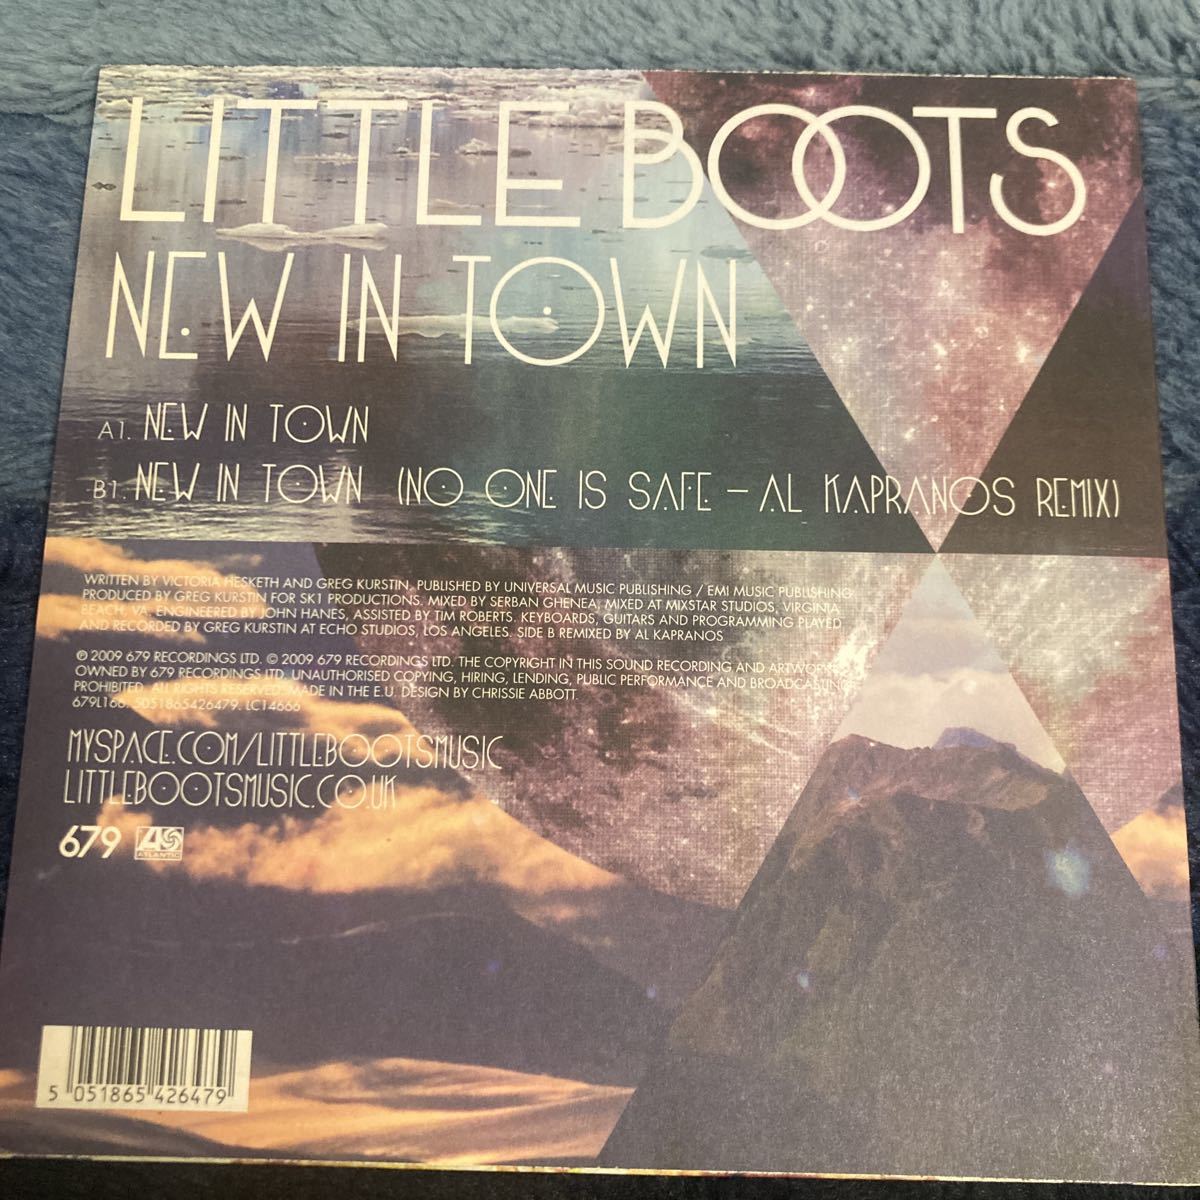 LITTLE BOOTS
NEW IN TOWN
A1. NEW IN TOWN
B1. NEW IN TOWN (NO ONE IS SAFE – AL KAPRANOS REMIX)
WRITTEN BY VICTORIA HESKETH AND GREG KURSTIN. PUBLISHED BY UNIVERSAL MUSIC PUBLISHING / EMI MUSIC PUBLISHING
PRODUCED BY GREG KURSTIN FOR SK1 PRODUCTIONS. MIXED BY SERBAN GHENEA, MIXED AT MIXSTAR STUDIOS, VIRGINIA
BEACH, VA. ENGINEERED BY JOHN HANES, ASSISTED BY TIM ROBERTS. KEYBOARDS, GUITARS AND PROGRAMMING PLAYED
AND RECORDED BY GREG KURSTIN AT ECHO STUDIOS, LOS ANGELES. SIDE B REMIXED BY AL KAPRANOS
℗ 2009 679 RECORDINGS LTD. © 2009 679 RECORDINGS LTD. THE COPYRIGHT IN THIS SOUND RECORDING AND ARTWORK IS
OWNED BY 679 RECORDINGS LTD. UNAUTHORISED COPYING, HIRING, LENDING, PUBLIC PERFORMANCE AND BROADCASTING
PROHIBITED. ALL RIGHTS RESERVED. MADE IN THE E.U. DESIGN BY CHRISSIE ABBOTT.
679L166. 5051865426479. LC14666
MYSPACE.COM/LITTLEBOOTSMUSIC
LITTLEBOOTSMUSIC.CO.UK
679 ATLANTIC
5 051865 426479